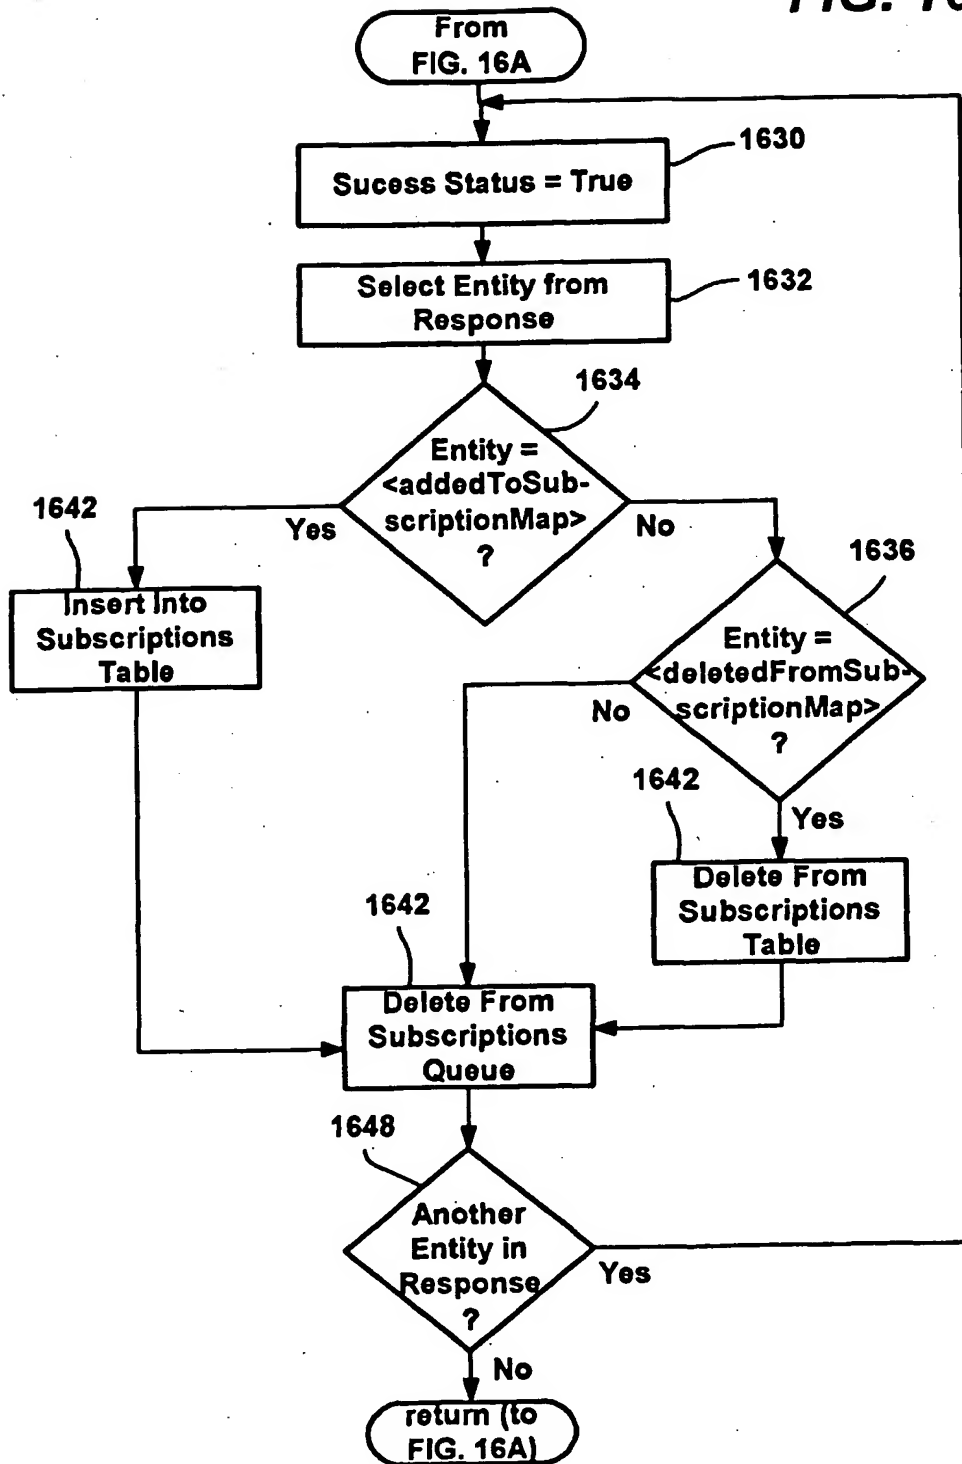 FIG. 16
From
FIG. 16A
1630
Sucess Status = True
Select Entity from
Response
1632
1634
Entity =
<addedToSub-
scriptionMap>
?
Yes
No
1642
Insert Into
Subscriptions
Table
1636
Entity =
<deletedFromSub-
scriptionMap>
?
No
Yes
1642
Delete From
Subscriptions
Table
1642
Delete From
Subscriptions
Queue
1648
Another
Entity in
Response
?
Yes
No
return (to
FIG. 16A)